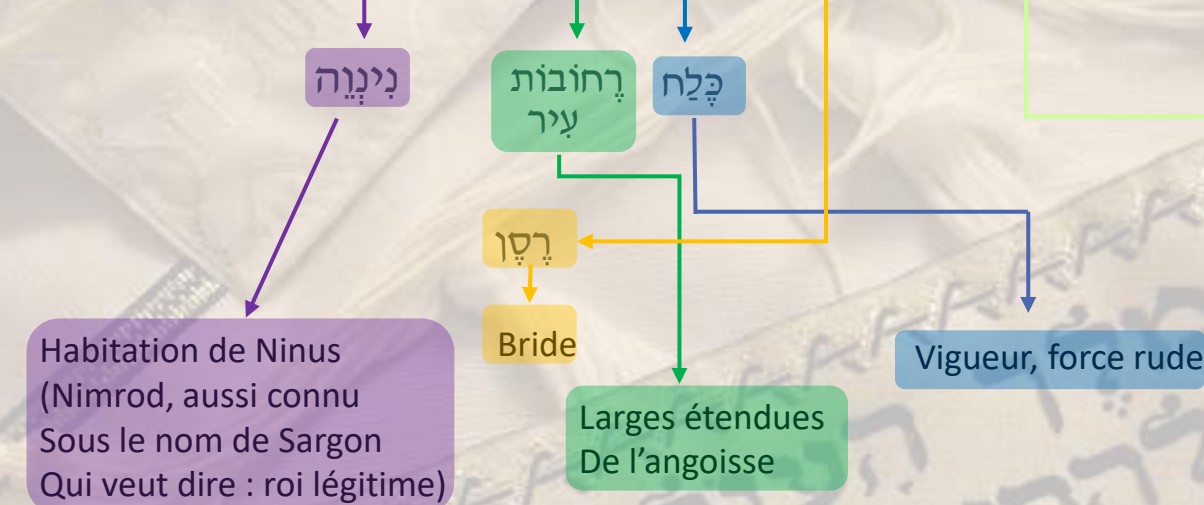 נִינְוֵה
רְחוֹבוֹת
עִיר
כָּלַח
רֶסֶן
Bride
Habitation de Ninus
(Nimrod, aussi connu
Sous le nom de Sargon
Qui veut dire : roi légitime)
Larges étendues
De l’angoisse
Vigueur, force rude